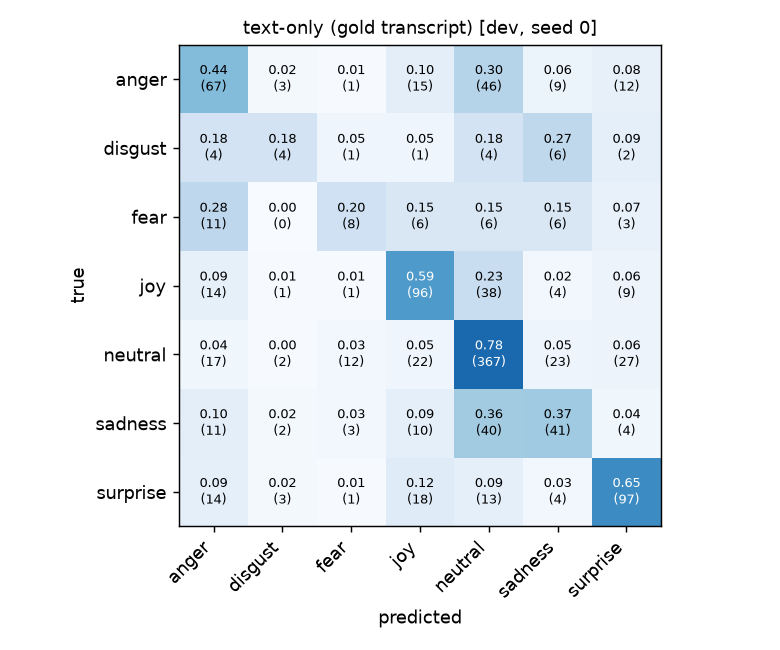 text-only (gold transcript) [dev, seed 0]
anger 0.44 0.02 0.01 0.10 0.30 0.06 0.08
(67) (3) (1) (15) (46) (9) (12)
disgust 0.18 0.18 0.05 0.05 0.18 0.27 0.09
(4) (4) (1) (1) (4) (6) (2)
fear 0.28 0.00 0.20 0.15 0.15 0.15 0.07
(11) (0) (8) (6) (6) (6) (3)
joy 0.09 0.01 0.01 0.59 0.23 0.02 0.06
(14) (1) (1) (96) (38) (4) (9)
neutral 0.04 0.00 0.03 0.05 0.78 0.05 0.06
(17) (2) (12) (22) (367) (23) (27)
sadness 0.10 0.02 0.03 0.09 0.36 0.37 0.04
(11) (2) (3) (10) (40) (41) (4)
surprise 0.09 0.02 0.01 0.12 0.09 0.03 0.65
(14) (3) (1) (18) (13) (4) (97)
true
anger disgust fear joy neutral sadness surprise
predicted